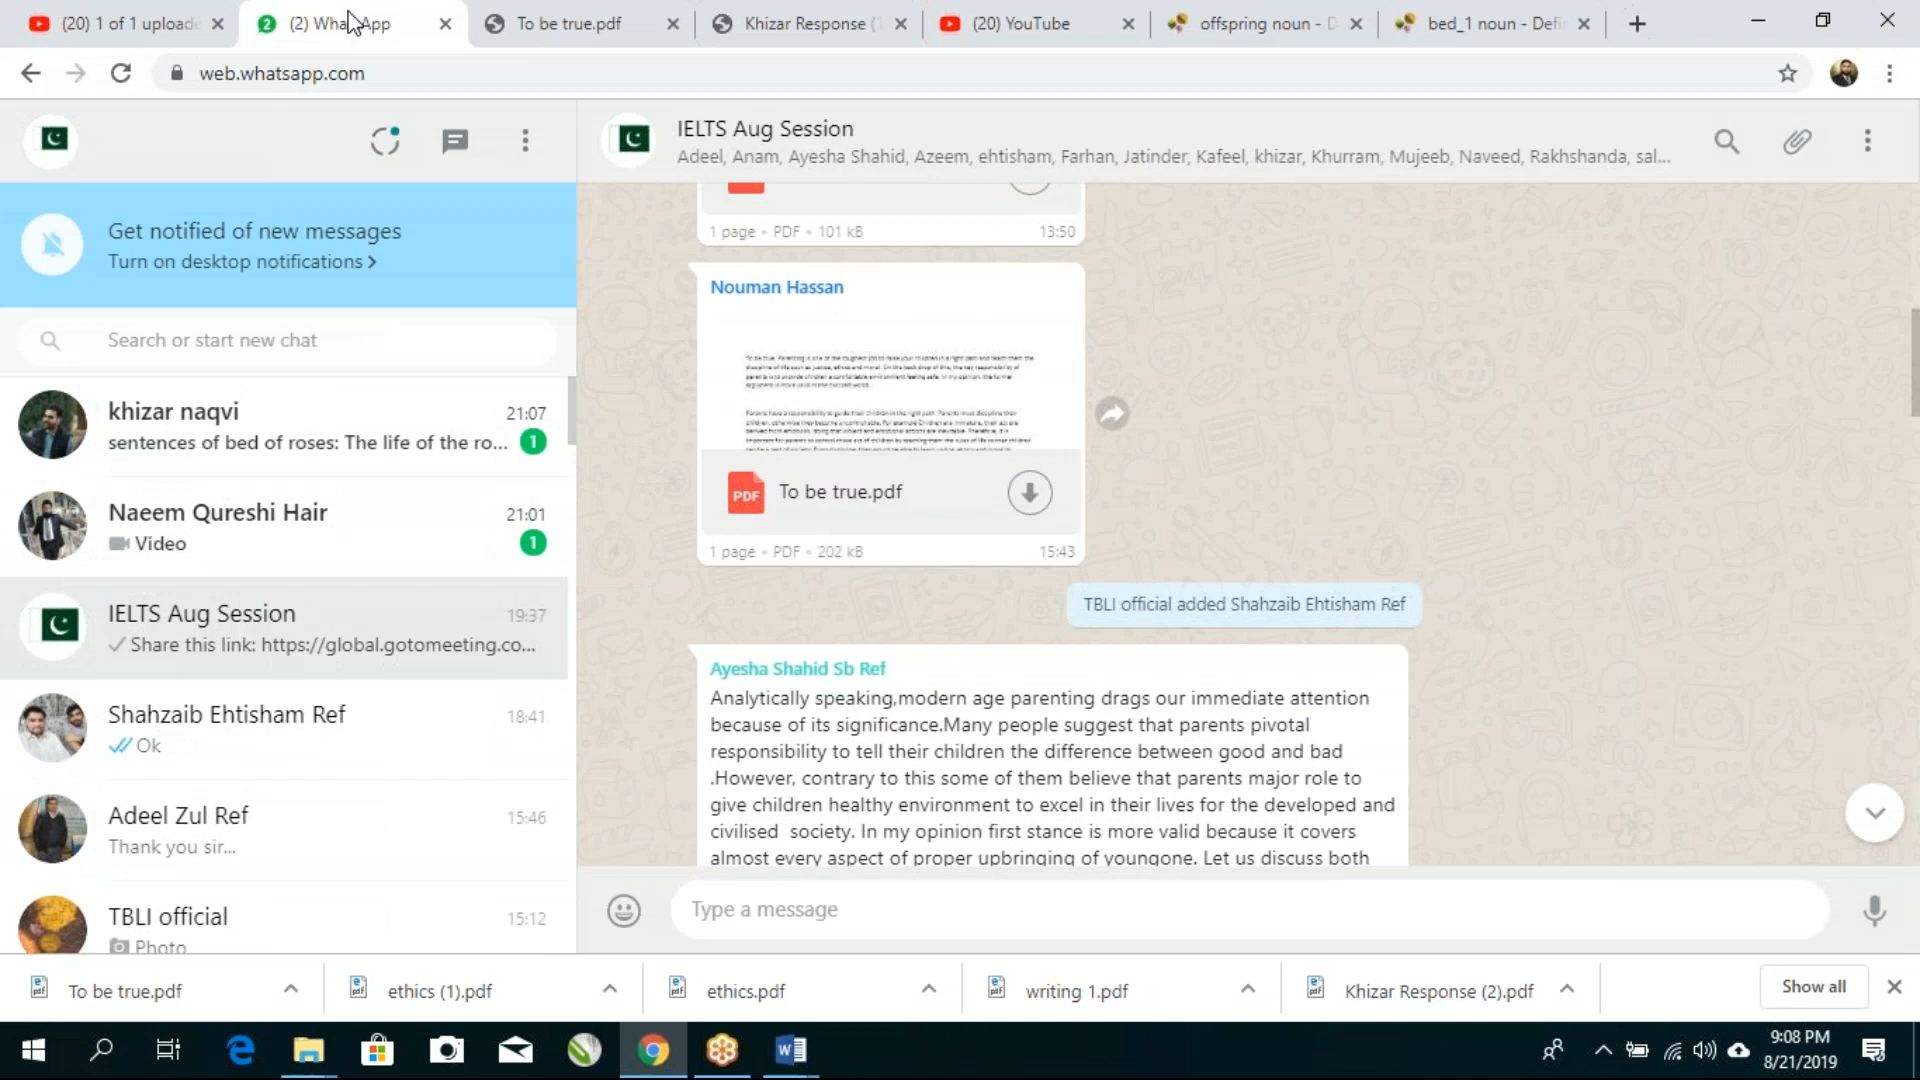 (20) 1 of 1 uploade
(2) WhatsApp
To be true.pdf
Khizar Response (1
(20) YouTube
offspring noun - D
bed_1 noun - Defi
web.whatsapp.com
IELTS Aug Session
Adeel, Anam, Ayesha Shahid, Azeem, ehtisham, Farhan, Jatinder, Kafeel, khizar, Khurram, Mujeeb, Naveed, Rakhshanda, sal...
Get notified of new messages
Turn on desktop notifications >
Search or start new chat
khizar naqvi
21:07
sentences of bed of roses: The life of the ro...
1
Naeem Qureshi Hair
21:01
Video
1
IELTS Aug Session
19:37
Share this link: https://global.gotomeeting.co...
Shahzaib Ehtisham Ref
18:41
Ok
Adeel Zul Ref
15:46
Thank you sir...
TBLI official
15:12
Photo
1 page • PDF • 101 kB
13:50
Nouman Hassan
PDF
To be true.pdf
1 page • PDF • 202 kB
15:43
TBLI official added Shahzaib Ehtisham Ref
Ayesha Shahid Sb Ref
Analytically speaking,modern age parenting drags our immediate attention
because of its significance.Many people suggest that parents pivotal
responsibility to tell their children the difference between good and bad
.However, contrary to this some of them believe that parents major role to
give children healthy environment to excel in their lives for the developed and
civilised society. In my opinion first stance is more valid because it covers
almost every aspect of proper upbringing of youngone. Let us discuss both
Type a message
To be true.pdf
ethics (1).pdf
ethics.pdf
writing 1.pdf
Khizar Response (2).pdf
Show all
9:08 PM
8/21/2019